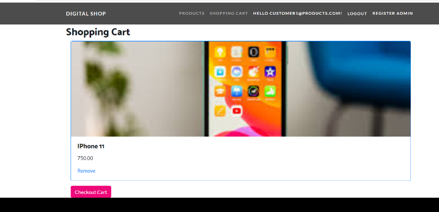 DIGITAL SHOP
PRODUCTS SHOPPING CART HELLO CUSTOMER1@PRODUCTS.COM! LOGOUT REGISTER ADMIN
Shopping Cart
IPhone 11
750.00
Remove
Checkout Cart